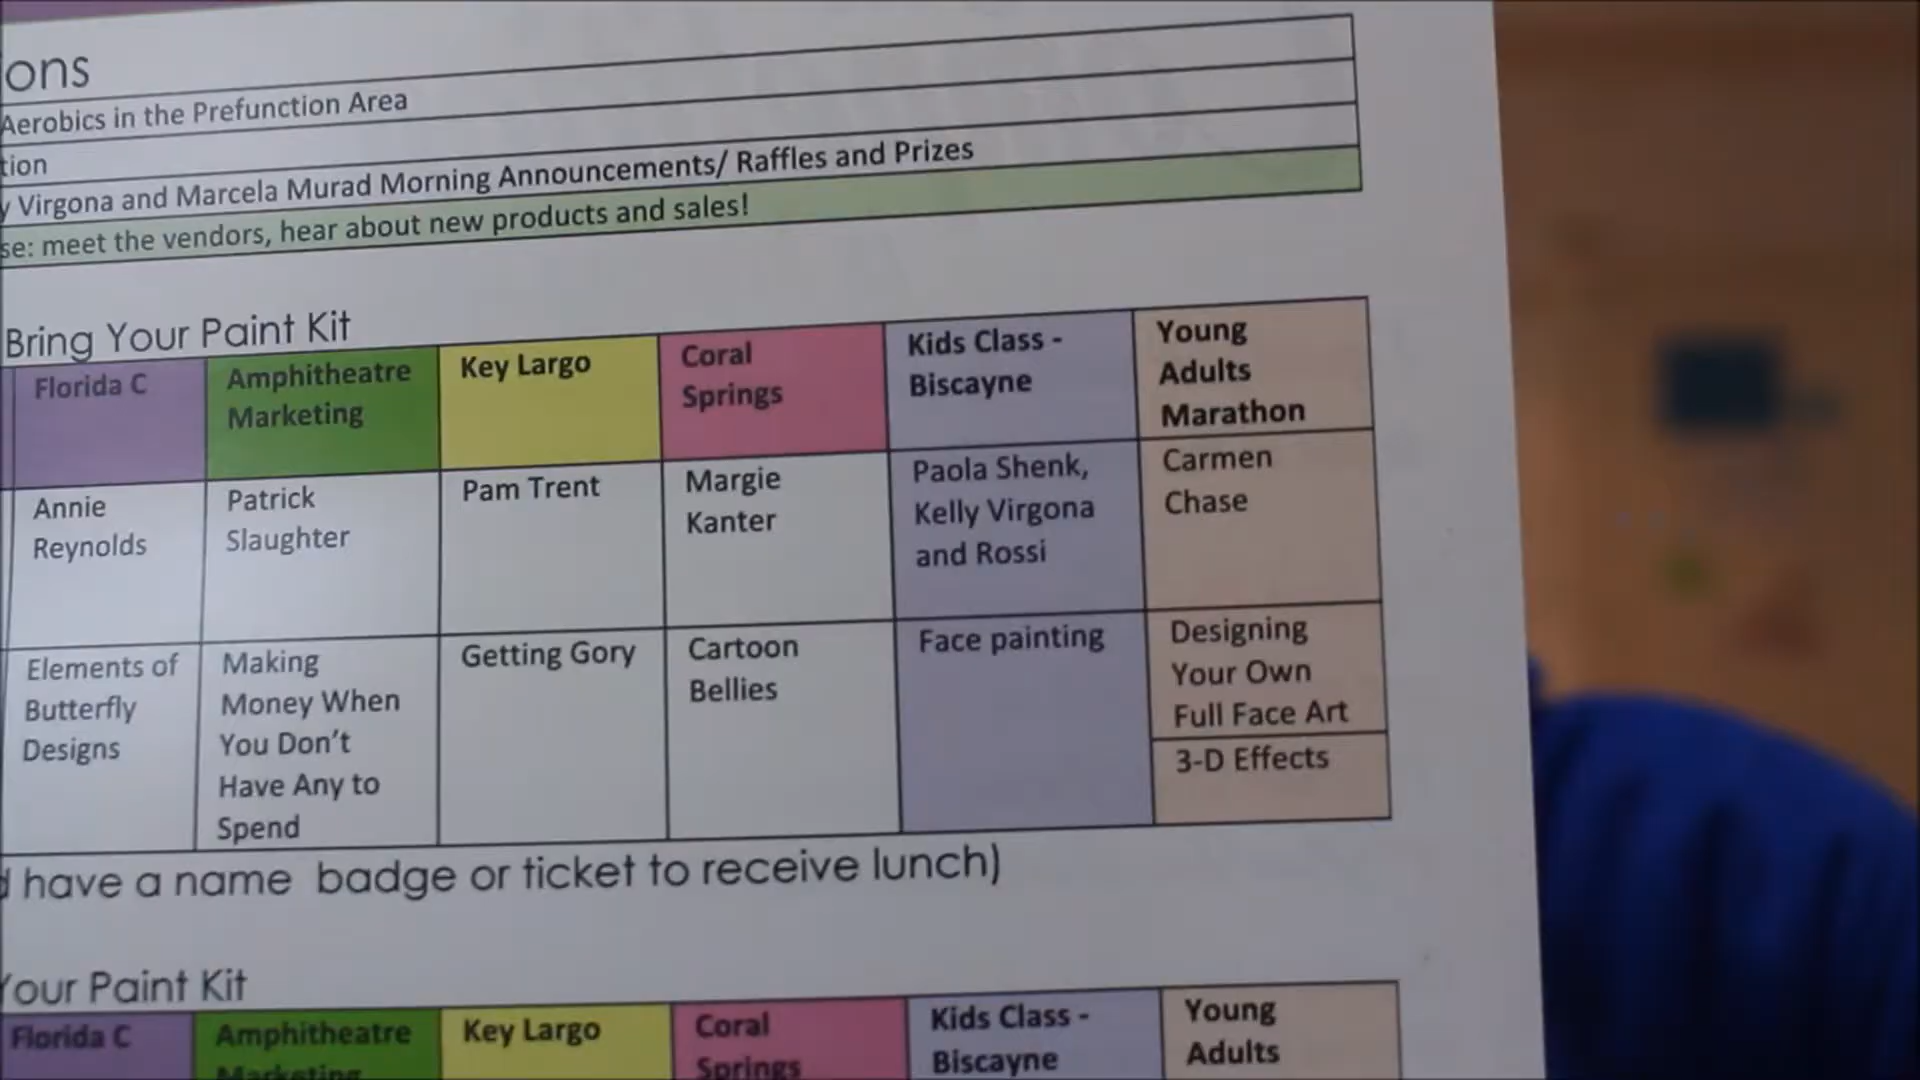 ons
Aerobics in the Prefunction Area
tion
y Virgona and Marcela Murad Morning Announcements/ Raffles and Prizes
se: meet the vendors, hear about new products and sales!
Bring Your Paint Kit
Florida C
Amphitheatre
Marketing
Key Largo
Coral
Springs
Kids Class -
Biscayne
Young
Adults
Marathon
Annie
Reynolds
Patrick
Slaughter
Pam Trent
Margie
Kanter
Paola Shenk,
Kelly Virgona
and Rossi
Carmen
Chase
Elements of
Butterfly
Designs
Making
Money When
You Don't
Have Any to
Spend
Getting Gory
Cartoon
Bellies
Face painting
Designing
Your Own
Full Face Art
3-D Effects
d have a name badge or ticket to receive lunch)
Your Paint Kit
Florida C
Amphitheatre
Marketing
Key Largo
Coral
Springs
Kids Class -
Biscayne
Young
Adults